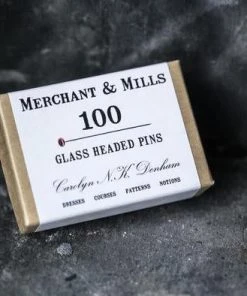 MERCHANT & MILLS
100
GLASS HEADED PINS
Carolyn N.K. Denham
DRESSES COURSES PATTERNS NOTIONS